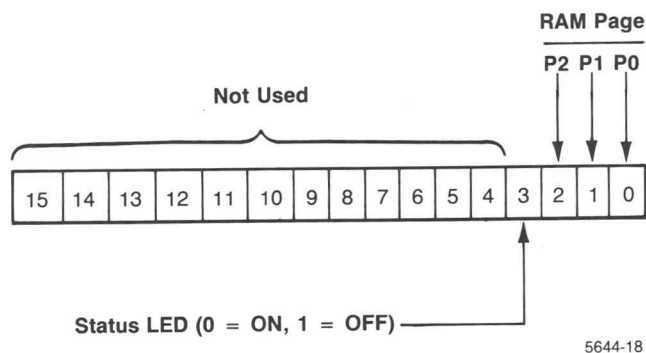 RAM Page
P2 P1 P0
Not Used
15 14 13 12 11 10 9 8 7 6 5 4 3 2 1 0
Status LED (0 = ON, 1 = OFF)
5644-18